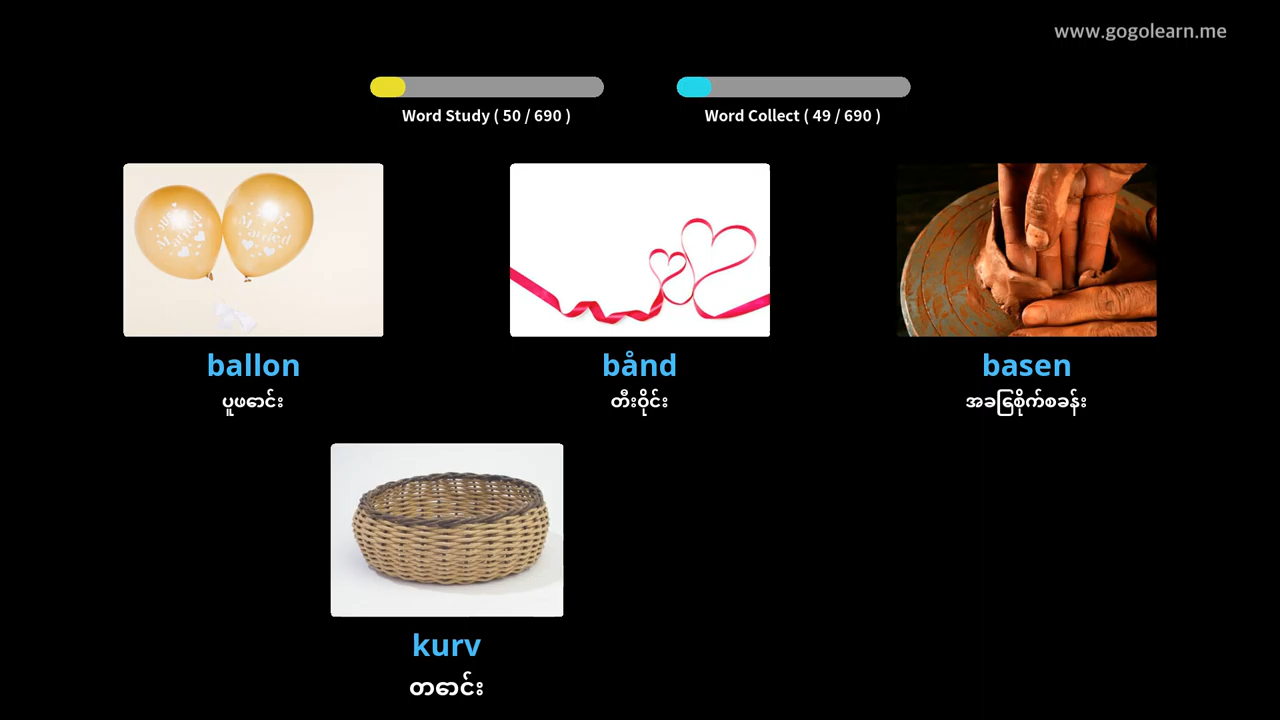 www.gogolearn.me
Word Study ( 50 / 690 )
Word Collect ( 49 / 690 )
ballon
ပူဖောင်း
bånd
တီးဝိုင်း
basen
အခြေစိုက်စခန်း
kurv
တောင်း